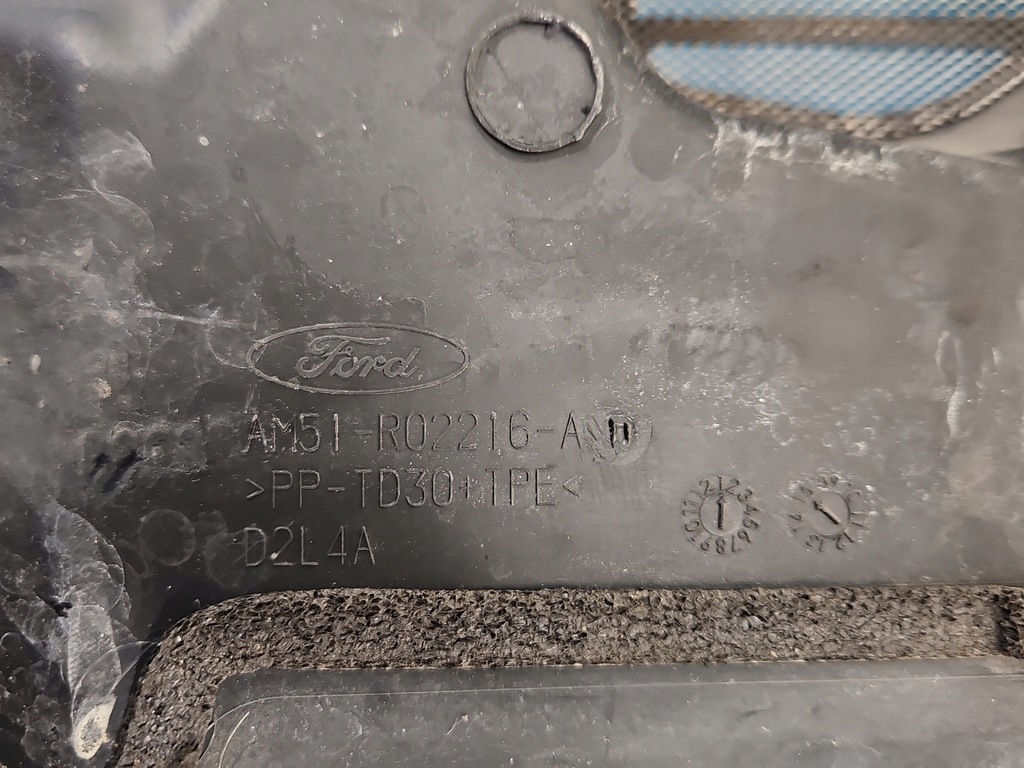 Ford
AM51-R02216-A
>PP-TD30+TPE<
D2L4A